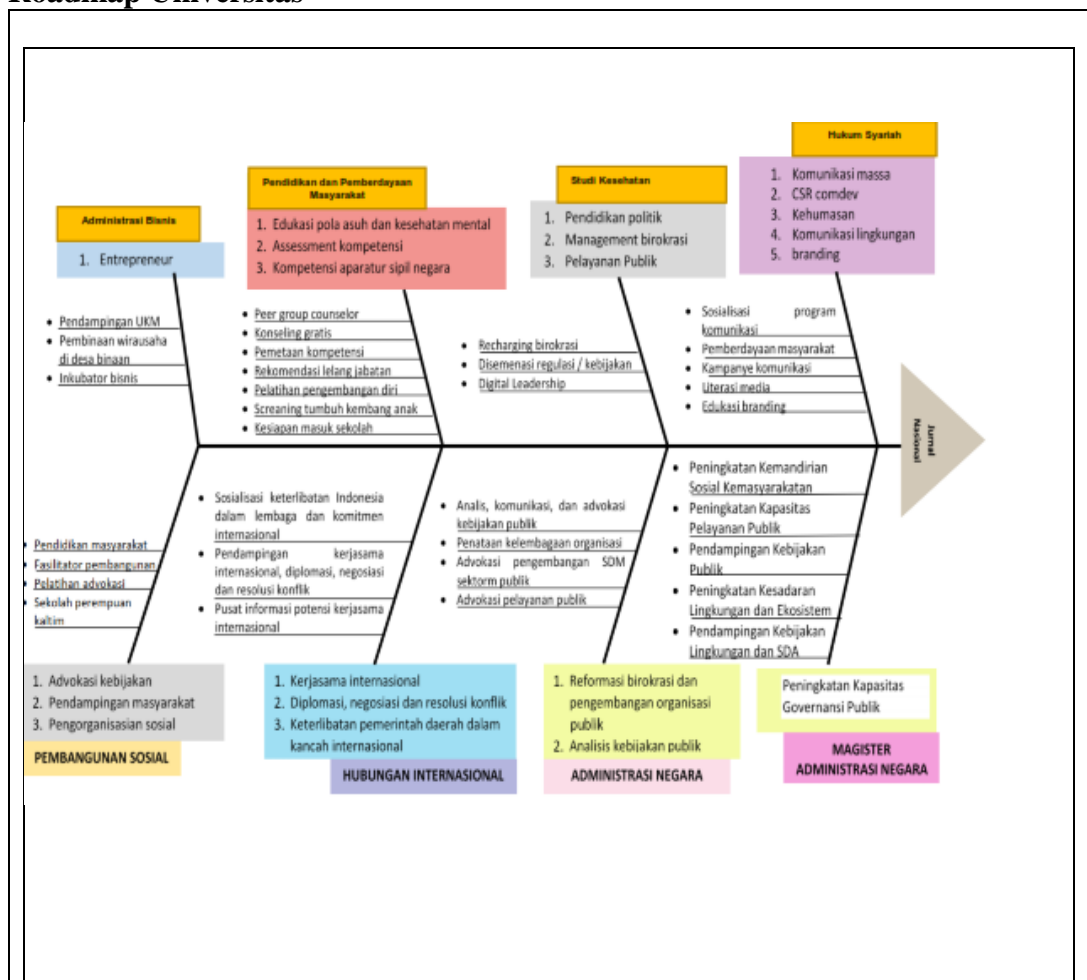 Roadmap Universitas
Hukum Syariah
1. Komunikasi massa
2. CSR comdev
3. Kehumasan
4. Komunikasi lingkungan
5. branding
Pendidikan dan Pemberdayaan
Masyarakat
1. Edukasi pola asuh dan kesehatan mental
2. Assessment kompetensi
3. Kompetensi aparatur sipil negara
Studi Kesehatan
1. Pendidikan politik
2. Management birokrasi
3. Pelayanan Publik
Administrasi Bisnis
1. Entrepreneur
• Pendampingan UKM
• Pembinaan wirausaha
di desa binaan
• Inkubator bisnis
• Peer group counselor
• Konseling gratis
• Pemetaan kompetensi
• Rekomendasi lelang jabatan
• Pelatihan pengembangan diri
• Screaning tumbuh kembang anak
• Kesiapan masuk sekolah
• Recharging birokrasi
• Disemenasi regulasi / kebijakan
• Digital Leadership
• Sosialisasi program
komunikasi
• Pemberdayaan masyarakat
• Kampanye komunikasi
• Literasi media
• Edukasi branding
Jurnal
Nasional
• Pendidikan masyarakat
• Fasilitator pembangunan
• Pelatihan advokasi
• Sekolah perempuan
kaltim
• Sosialisasi keterlibatan Indonesia
dalam lembaga dan komitmen
internasional
• Pendampingan kerjasama
internasional, diplomasi, negosiasi
dan resolusi konflik
• Pusat informasi potensi kerjasama
internasional
• Analis, komunikasi, dan advokasi
kebijakan publik
• Penataan kelembagaan organisasi
• Advokasi pengembangan SDM
sektorm publik
• Advokasi pelayanan publik
• Peningkatan Kemandirian
Sosial Kemasyarakatan
• Peningkatan Kapasitas
Pelayanan Publik
• Pendampingan Kebijakan
Publik
• Peningkatan Kesadaran
Lingkungan dan Ekosistem
• Pendampingan Kebijakan
Lingkungan dan SDA
1. Advokasi kebijakan
2. Pendampingan masyarakat
3. Pengorganisasian sosial
PEMBANGUNAN SOSIAL
1. Kerjasama internasional
2. Diplomasi, negosiasi dan resolusi konflik
3. Keterlibatan pemerintah daerah dalam
kancah internasional
HUBUNGAN INTERNASIONAL
1. Reformasi birokrasi dan
pengembangan organisasi
publik
2. Analisis kebijakan publik
ADMINISTRASI NEGARA
Peningkatan Kapasitas
Governansi Publik
MAGISTER
ADMINISTRASI NEGARA